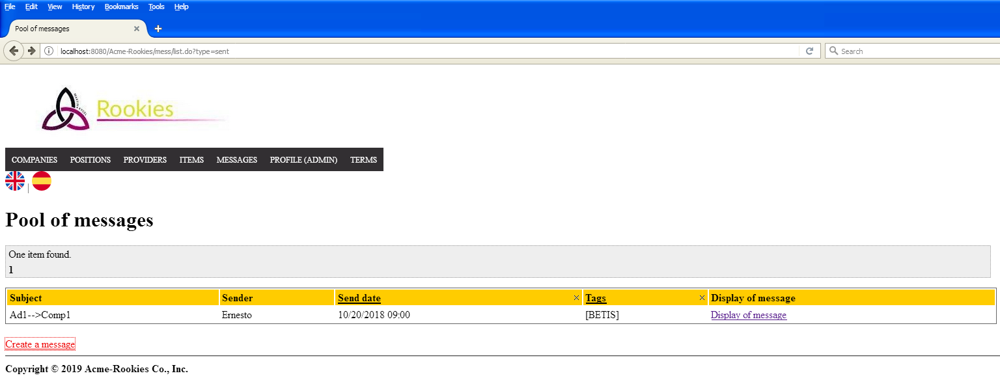 File Edit View History Bookmarks Tools Help
Pool of messages
localhost:8080/Acme-Rookies/mess/list.do?type=sent
Search
Rookies
COMPANIES POSITIONS PROVIDERS ITEMS MESSAGES PROFILE (ADMIN) TERMS
|
Pool of messages
One item found.
1
Subject Sender Send date Tags Display of message
Ad1-->Comp1 Ernesto 10/20/2018 09:00 [BETIS] Display of message
Create a message
Copyright © 2019 Acme-Rookies Co., Inc.